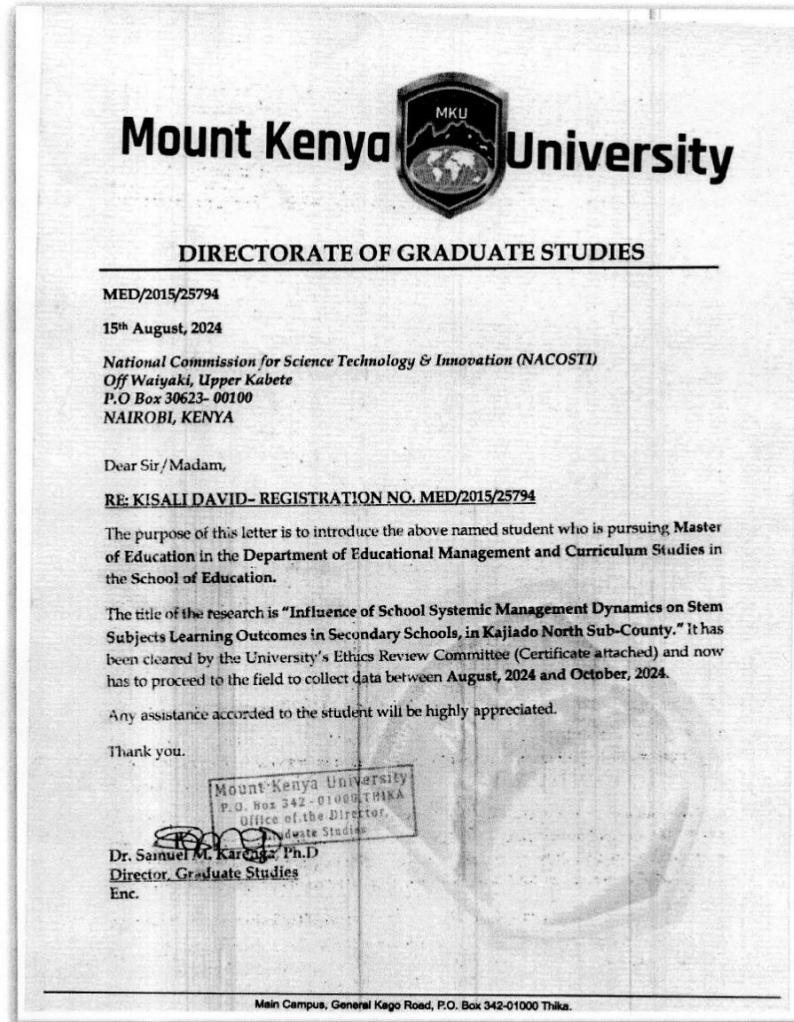 Mount Kenya MKU University
DIRECTORATE OF GRADUATE STUDIES
MED/2015/25794
15th August, 2024
National Commission for Science Technology & Innovation (NACOSTI)
Off Waiyaki, Upper Kabete
P.O Box 30623- 00100
NAIROBI, KENYA
Dear Sir/Madam,
RE: KISALI DAVID– REGISTRATION NO. MED/2015/25794
The purpose of this letter is to introduce the above named student who is pursuing Master
of Education in the Department of Educational Management and Curriculum Studies in
the School of Education.
The title of the research is "Influence of School Systemic Management Dynamics on Stem
Subjects Learning Outcomes in Secondary Schools, in Kajiado North Sub-County." It has
been cleared by the University's Ethics Review Committee (Certificate attached) and now
has to proceed to the field to collect data between August, 2024 and October, 2024.
Any assistance accorded to the student will be highly appreciated.
Thank you.
Mount Kenya University
P.O. Box 342 - 01000, THIKA
Office of the Director,
Graduate Studies
Dr. Samuel M. Karenga, Ph.D
Director, Graduate Studies
Enc.
Main Campus, General Kago Road, P.O. Box 342-01000 Thika.